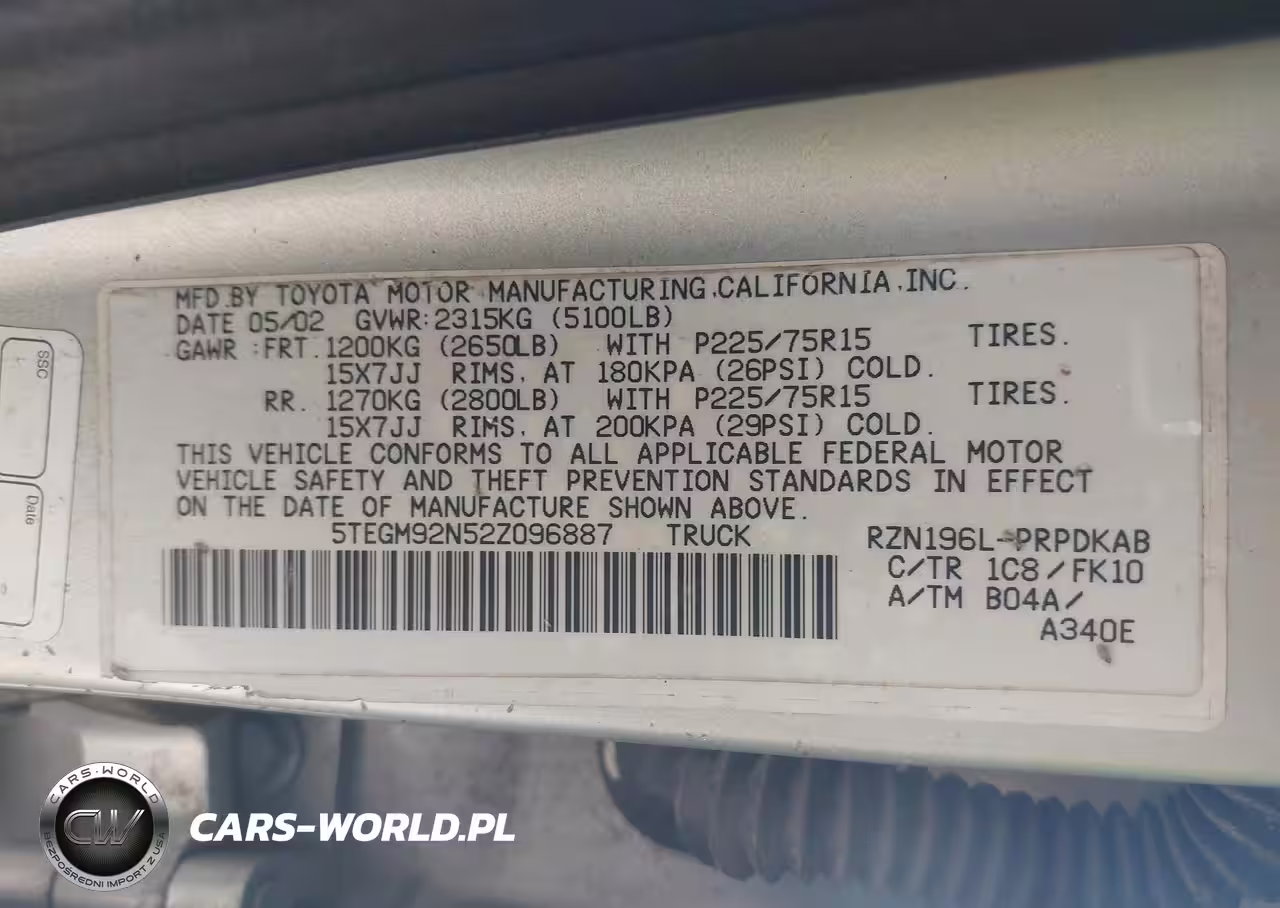 MFD.BY TOYOTA MOTOR MANUFACTURING,CALIFORNIA,INC.
DATE 05/02 GVWR:2315KG (5100LB)
GAWR :FRT.1200KG (2650LB) WITH P225/75R15 TIRES.
15X7JJ RIMS, AT 180KPA (26PSI) COLD.
RR. 1270KG (2800LB) WITH P225/75R15 TIRES.
15X7JJ RIMS, AT 200KPA (29PSI) COLD.
THIS VEHICLE CONFORMS TO ALL APPLICABLE FEDERAL MOTOR
VEHICLE SAFETY AND THEFT PREVENTION STANDARDS IN EFFECT
ON THE DATE OF MANUFACTURE SHOWN ABOVE.
5TEGM92N52Z096887 TRUCK RZN196L-PRPDKAB
C/TR 1C8/FK10
A/TM B04A/
A340E
SSC
Date
CARS-WORLD
CW
BEZPOŚREDNI IMPORT Z USA
CARS-WORLD.PL